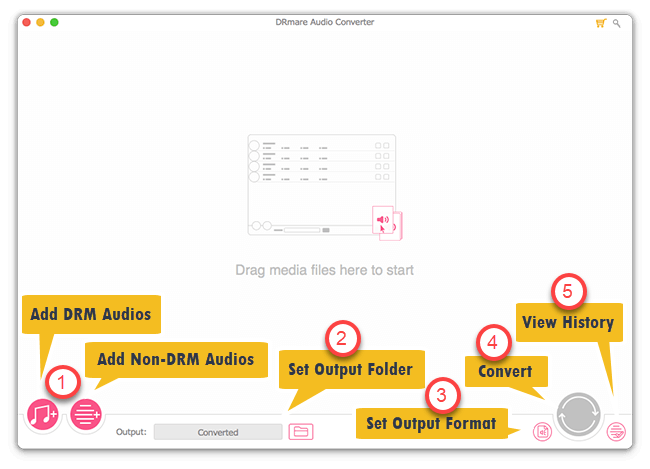 DRmare Audio Converter
Drag media files here to start
5
View History
Add DRM Audios
2
4
Add Non-DRM Audios
Set Output Folder
Convert
1
3
Set Output Format
Output:
Converted